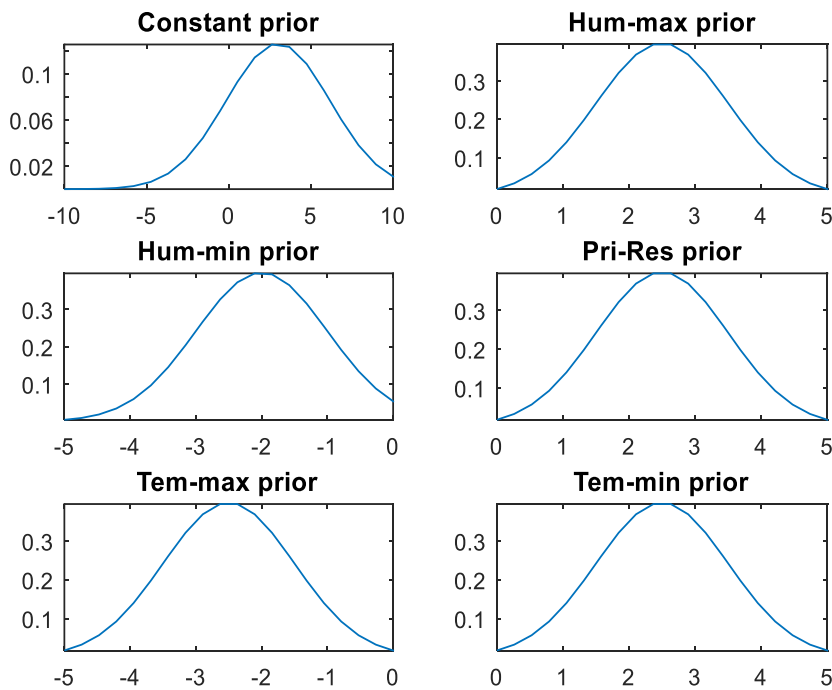 Constant prior
0.1
0.06
0.02
-10 -5 0 5 10
Hum-max prior
0.3
0.2
0.1
0 1 2 3 4 5
Hum-min prior
0.3
0.2
0.1
-5 -4 -3 -2 -1 0
Pri-Res prior
0.3
0.2
0.1
0 1 2 3 4 5
Tem-max prior
0.3
0.2
0.1
-5 -4 -3 -2 -1 0
Tem-min prior
0.3
0.2
0.1
0 1 2 3 4 5